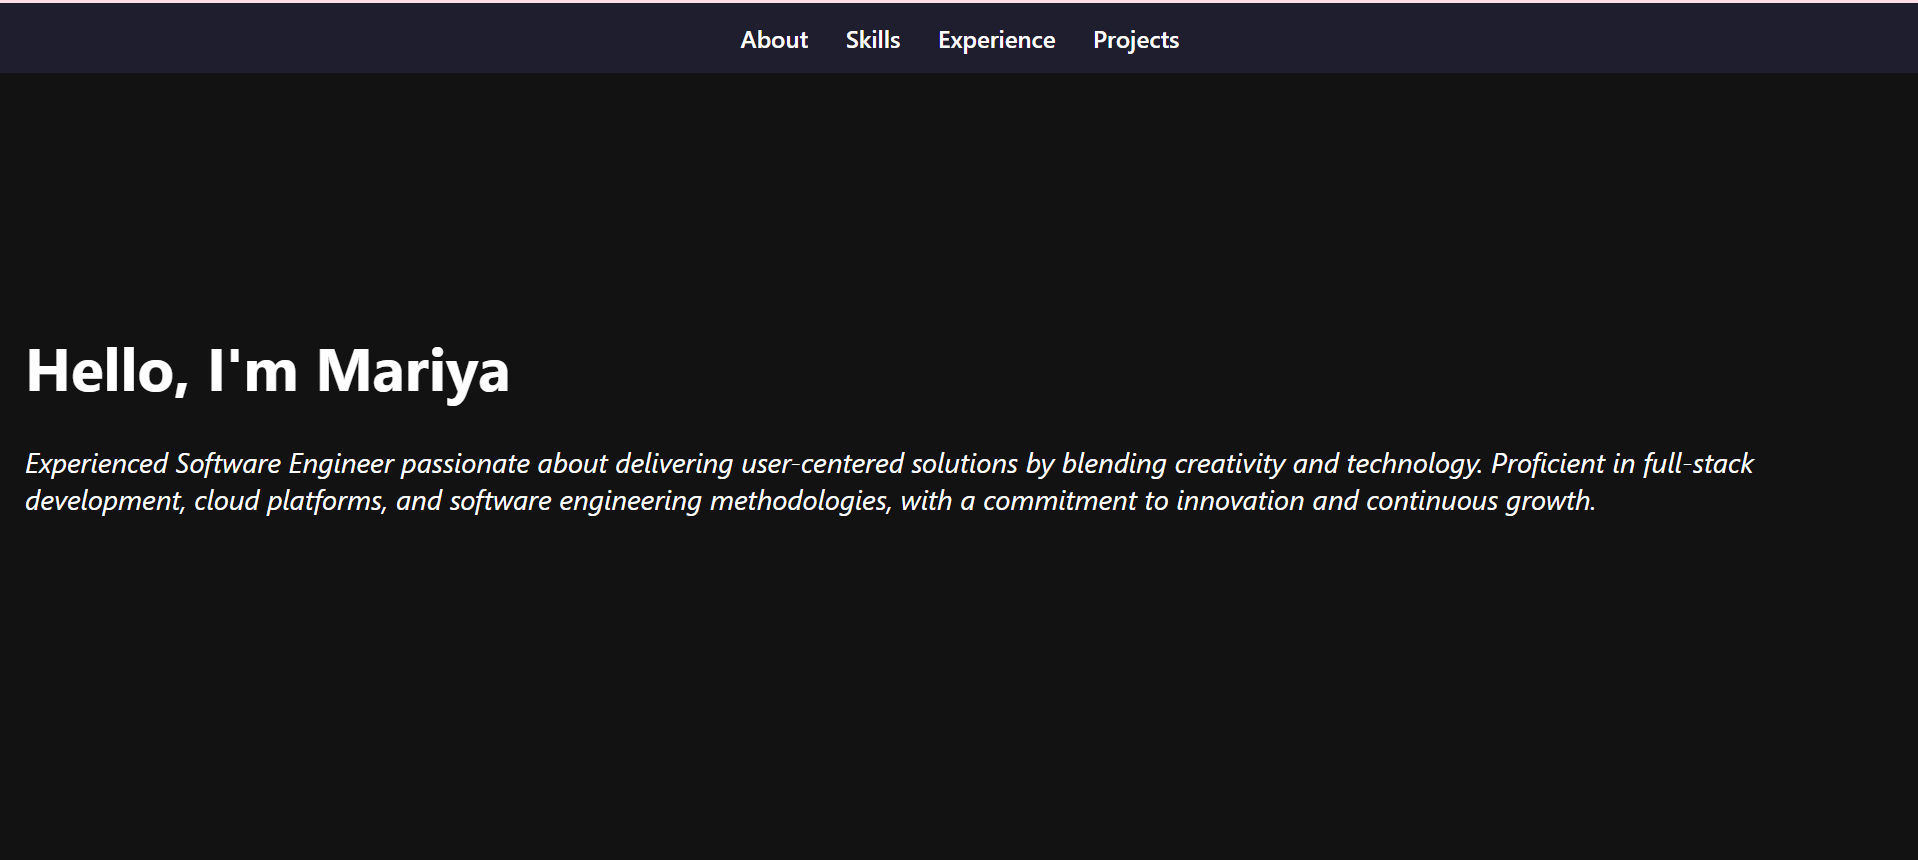 About Skills Experience Projects
Hello, I'm Mariya
Experienced Software Engineer passionate about delivering user-centered solutions by blending creativity and technology. Proficient in full-stack
development, cloud platforms, and software engineering methodologies, with a commitment to innovation and continuous growth.